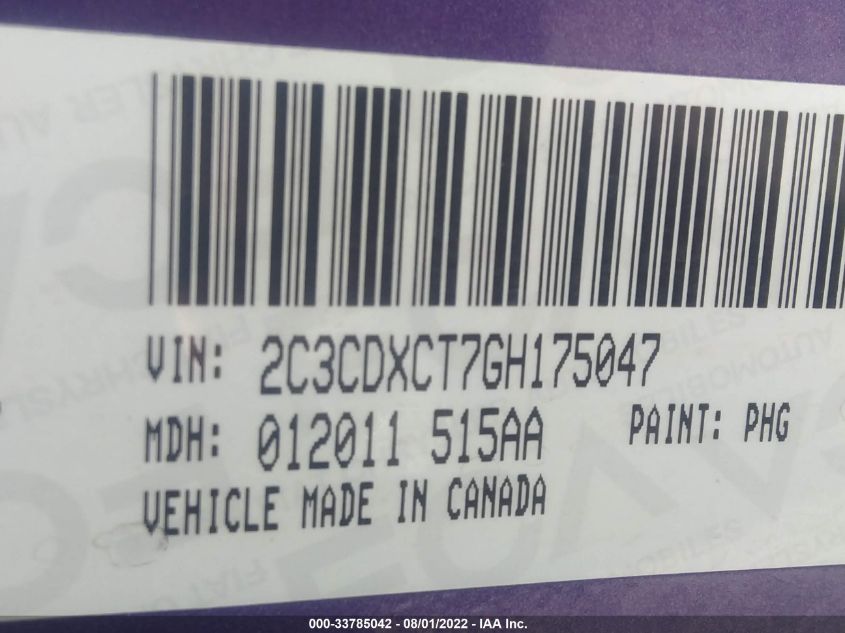 VIN: 2C3CDXCT7GH175047
MDH: 012011 515AA PAINT: PHG
VEHICLE MADE IN CANADA
000-33785042 - 08/01/2022 - IAA Inc.